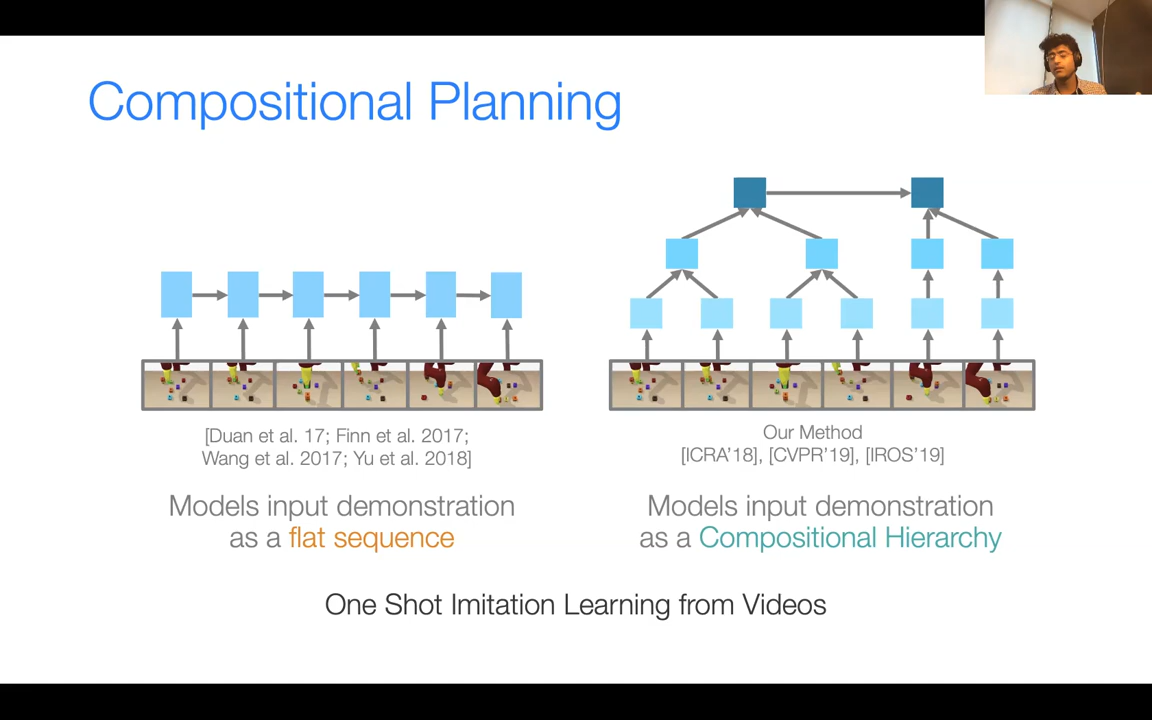 Compositional Planning
[Duan et al. 17; Finn et al. 2017;
Wang et al. 2017; Yu et al. 2018]
Models input demonstration
as a flat sequence
Our Method
[ICRA'18], [CVPR'19], [IROS'19]
Models input demonstration
as a Compositional Hierarchy
One Shot Imitation Learning from Videos